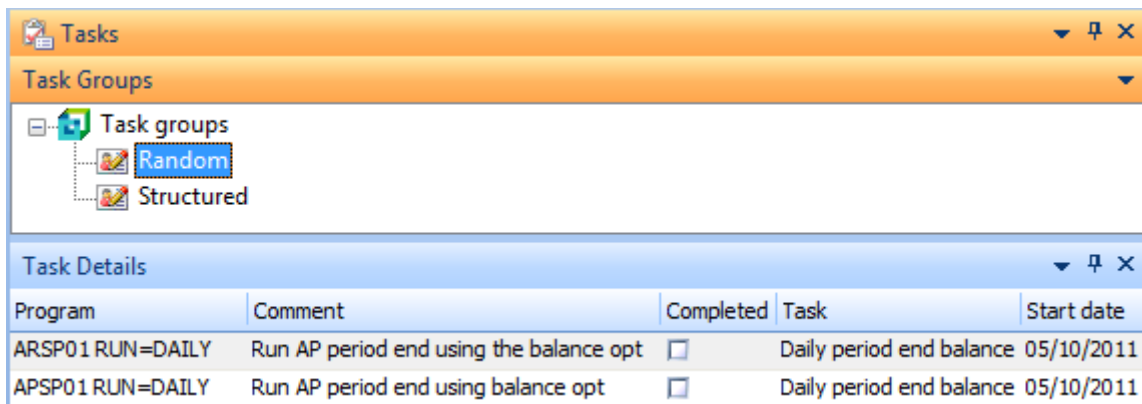 Tasks
Task Groups
Task groups
Random
Structured
Task Details
Program Comment Completed Task Start date
ARSP01 RUN=DAILY Run AP period end using the balance opt Daily period end balance 05/10/2011
APSP01 RUN=DAILY Run AP period end using balance opt Daily period end balance 05/10/2011